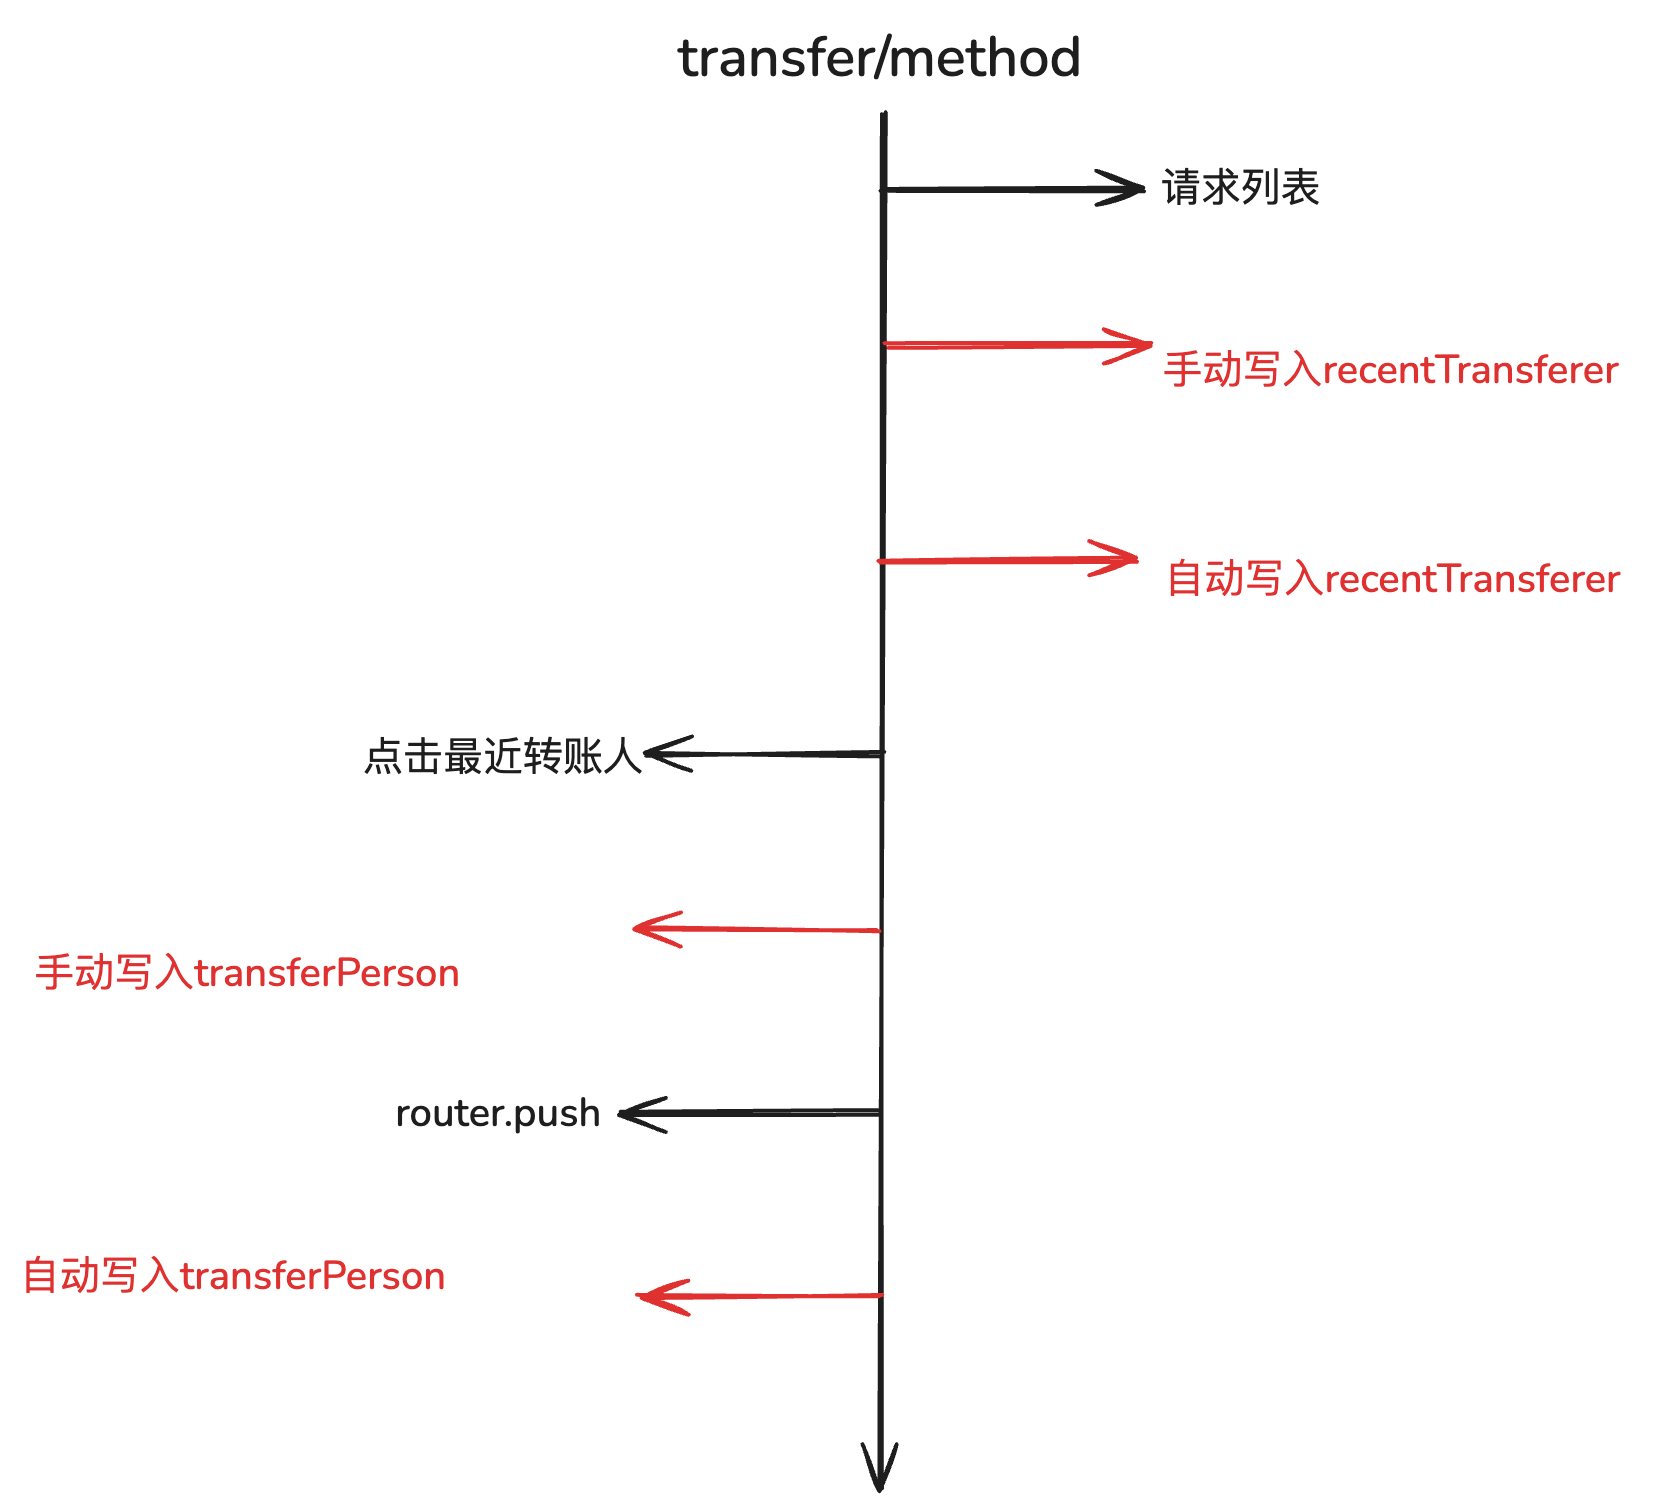 transfer/method
请求列表
手动写入recentTransferer
自动写入recentTransferer
点击最近转账人
手动写入transferPerson
router.push
自动写入transferPerson